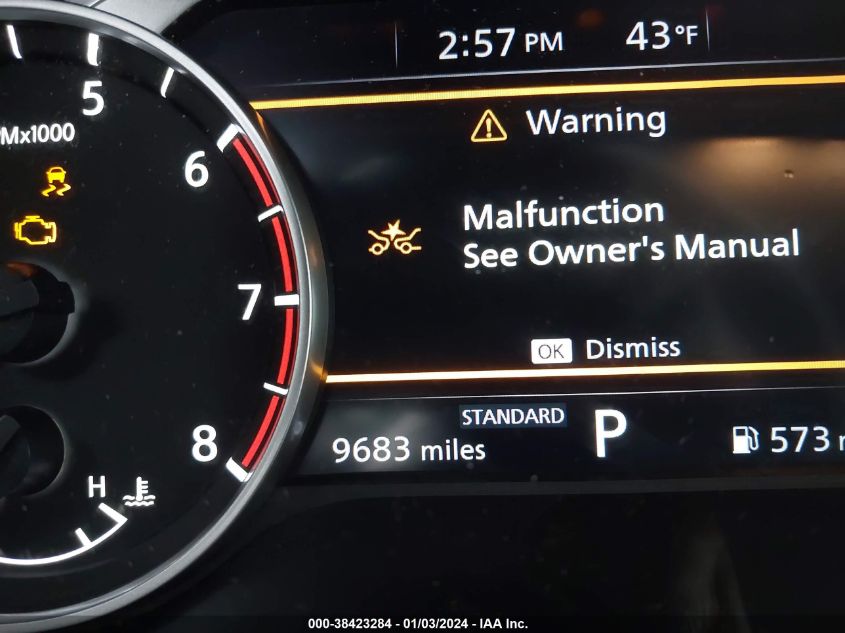 2:57 PM 43°F
5
Mx1000
Warning
6
Malfunction
See Owner's Manual
7
OK Dismiss
STANDARD
8
9683 miles P 573
H
000-38423284 - 01/03/2024 - IAA Inc.